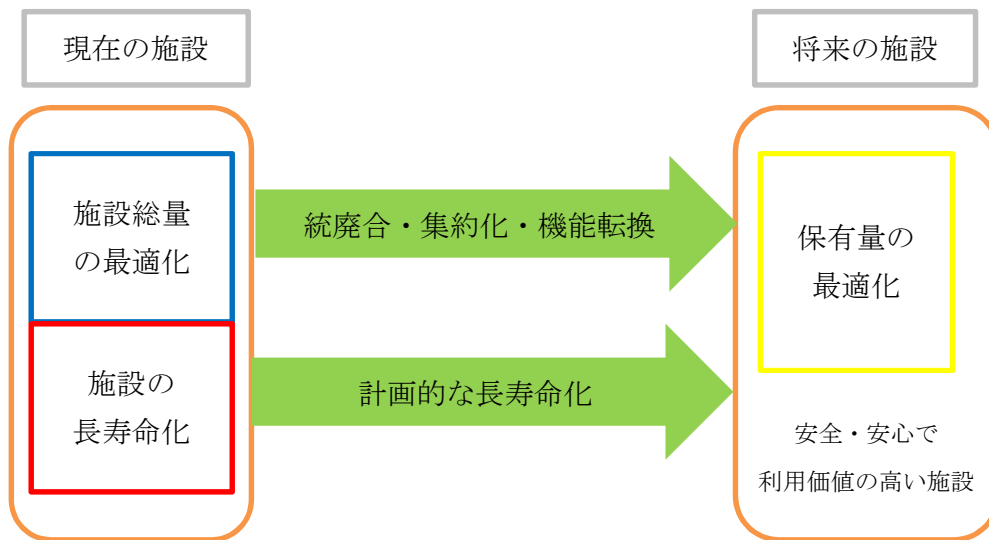 現在の施設
将来の施設
施設総量
の最適化
統廃合・集約化・機能転換
保有量の
最適化
施設の
長寿命化
計画的な長寿命化
安全・安心で
利用価値の高い施設